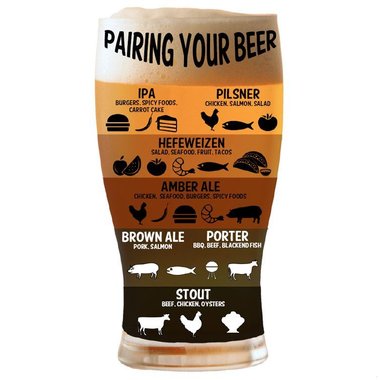 PAIRING YOUR BEER
IPA
BURGERS, SPICY FOODS,
CARROT CAKE
PILSNER
CHICKEN, SALMON, SALAD
HEFEWEIZEN
SALAD, SEAFOOD, FRUIT, TACOS
AMBER ALE
CHICKEN, SEAFOOD, BURGERS, SPICY FOODS
BROWN ALE
PORK, SALMON
PORTER
BBQ, BEEF, BLACKEND FISH
STOUT
BEEF, CHICKEN, OYSTERS